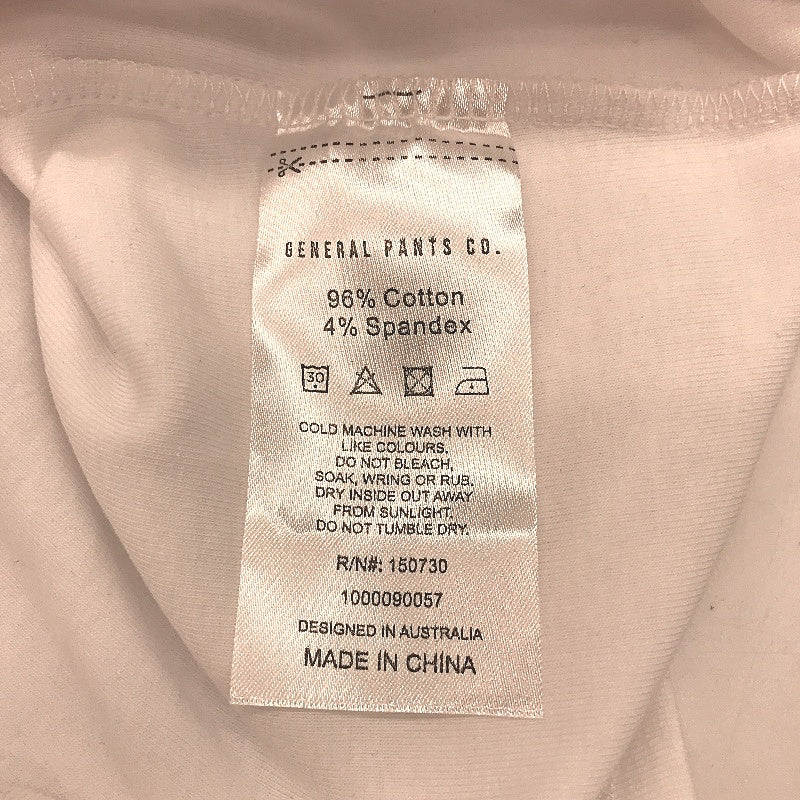 GENERAL PANTS CO.
96% Cotton
4% Spandex
30
COLD MACHINE WASH WITH
LIKE COLOURS.
DO NOT BLEACH,
SOAK, WRING OR RUB.
DRY INSIDE OUT AWAY
FROM SUNLIGHT.
DO NOT TUMBLE DRY.
R/N#: 150730
1000090057
DESIGNED IN AUSTRALIA
MADE IN CHINA